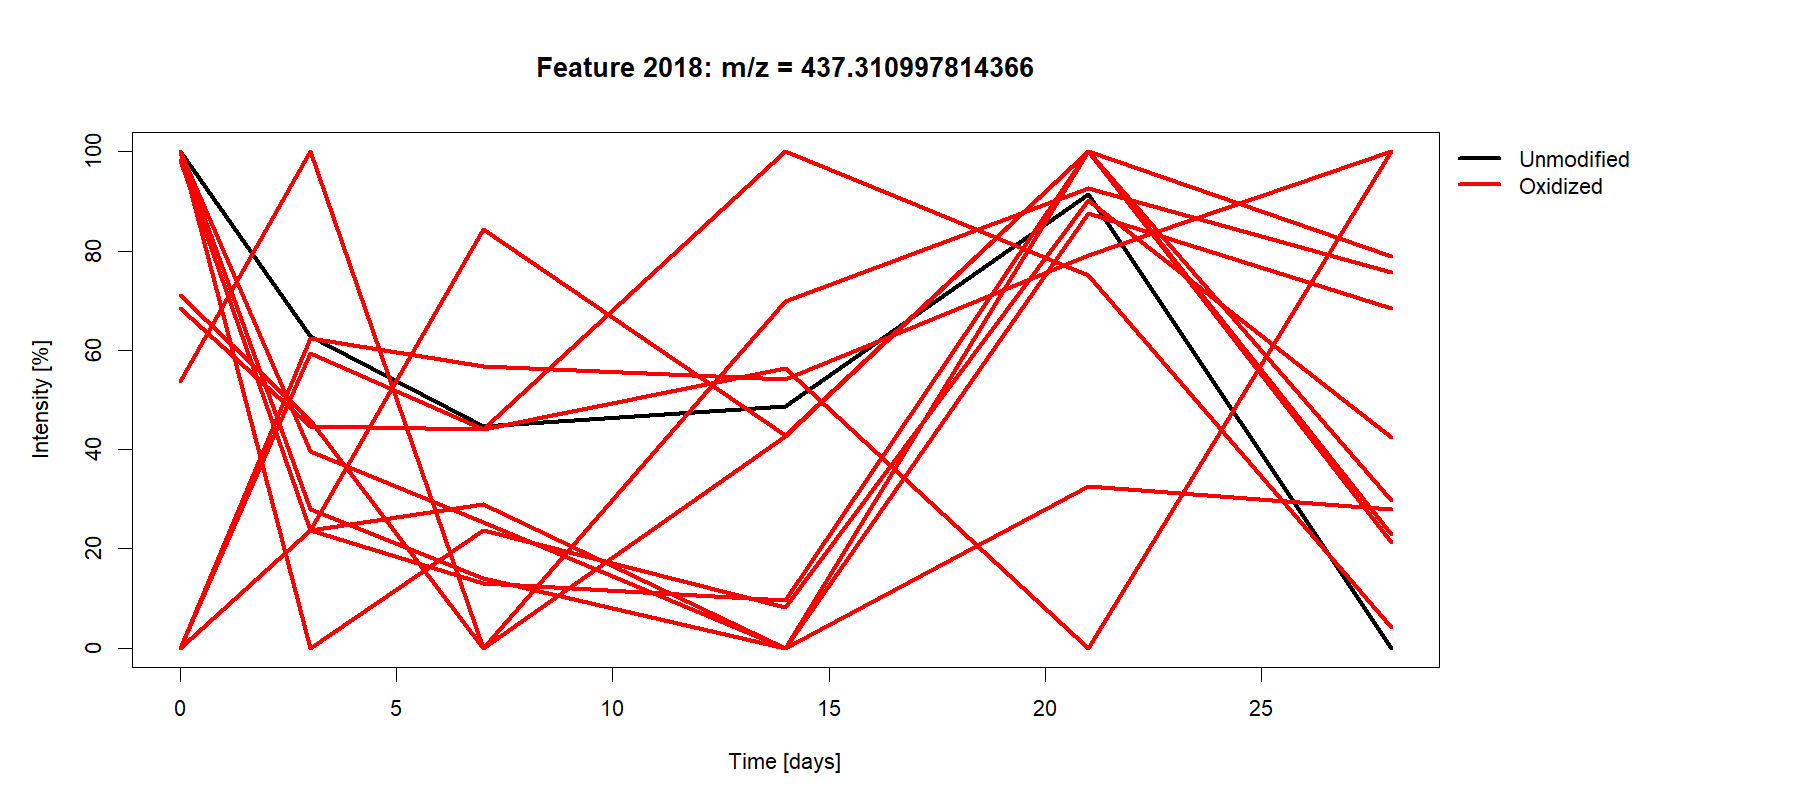 Feature 2018: m/z = 437.310997814366
Unmodified
Oxidized
Intensity [%]
100
80
60
40
20
0
0 5 10 15 20 25
Time [days]